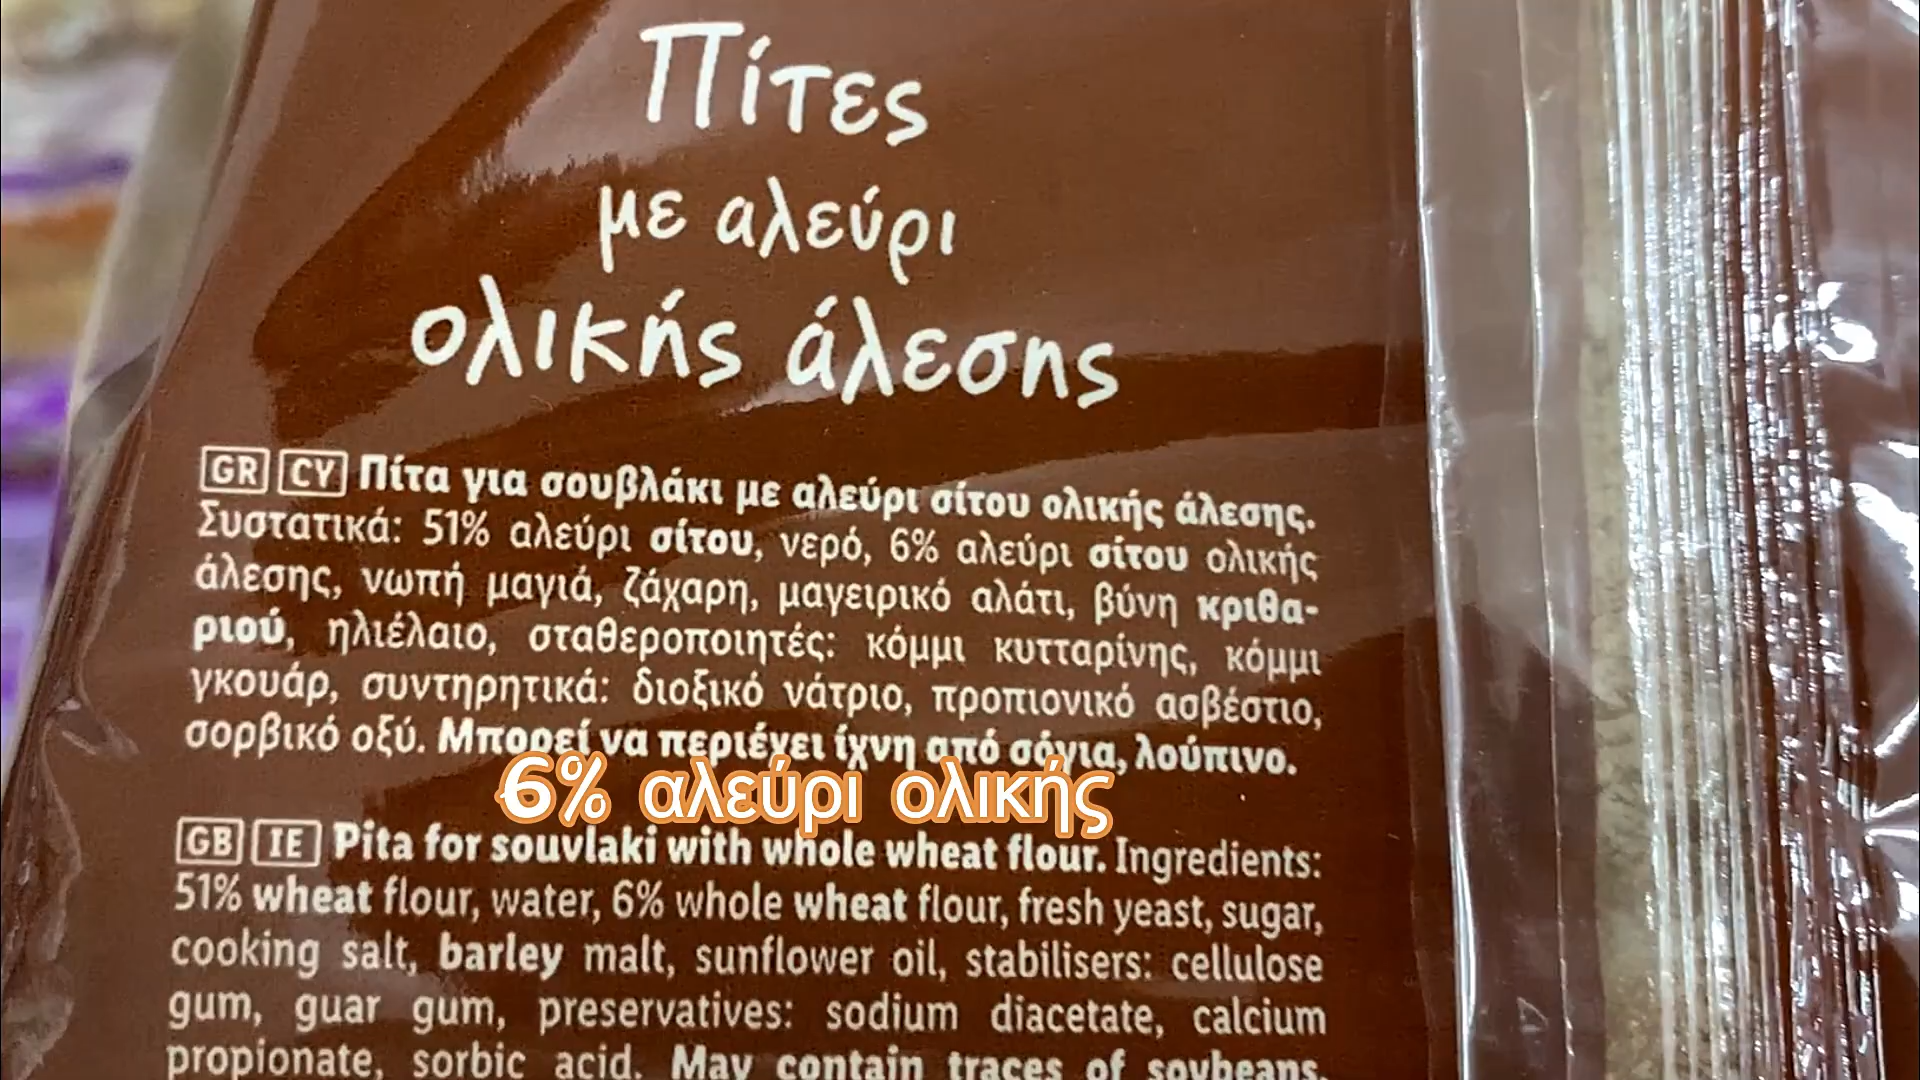 Πίτες
με αλεύρι
ολικής άλεσης
GR CY Πίτα για σουβλάκι με αλεύρι σίτου ολικής άλεσης.
Συστατικά: 51% αλεύρι σίτου, νερό, 6% αλεύρι σίτου ολικής
άλεσης, νωπή μαγιά, ζάχαρη, μαγειρικό αλάτι, βύνη κριθα-
ριού, ηλιέλαιο, σταθεροποιητές: κόμμι κυτταρίνης, κόμμι
γκουάρ, συντηρητικά: διοξικό νάτριο, προπιονικό ασβέστιο,
σορβικό οξύ. Μπορεί να περιέχει ίχνη από σόγια, λούπινο.
6% αλεύρι ολικής
GB IE Pita for souvlaki with whole wheat flour. Ingredients:
51% wheat flour, water, 6% whole wheat flour, fresh yeast, sugar,
cooking salt, barley malt, sunflower oil, stabilisers: cellulose
gum, guar gum, preservatives: sodium diacetate, calcium
propionate, sorbic acid. May contain traces of soybeans,